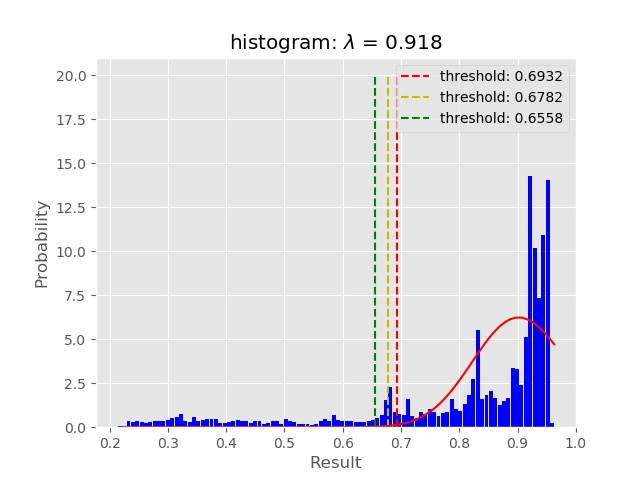 histogram: λ = 0.918
threshold: 0.6932
threshold: 0.6782
threshold: 0.6558
20.0
17.5
15.0
12.5
10.0
7.5
5.0
2.5
0.0
Probability
0.2 0.3 0.4 0.5 0.6 0.7 0.8 0.9 1.0
Result